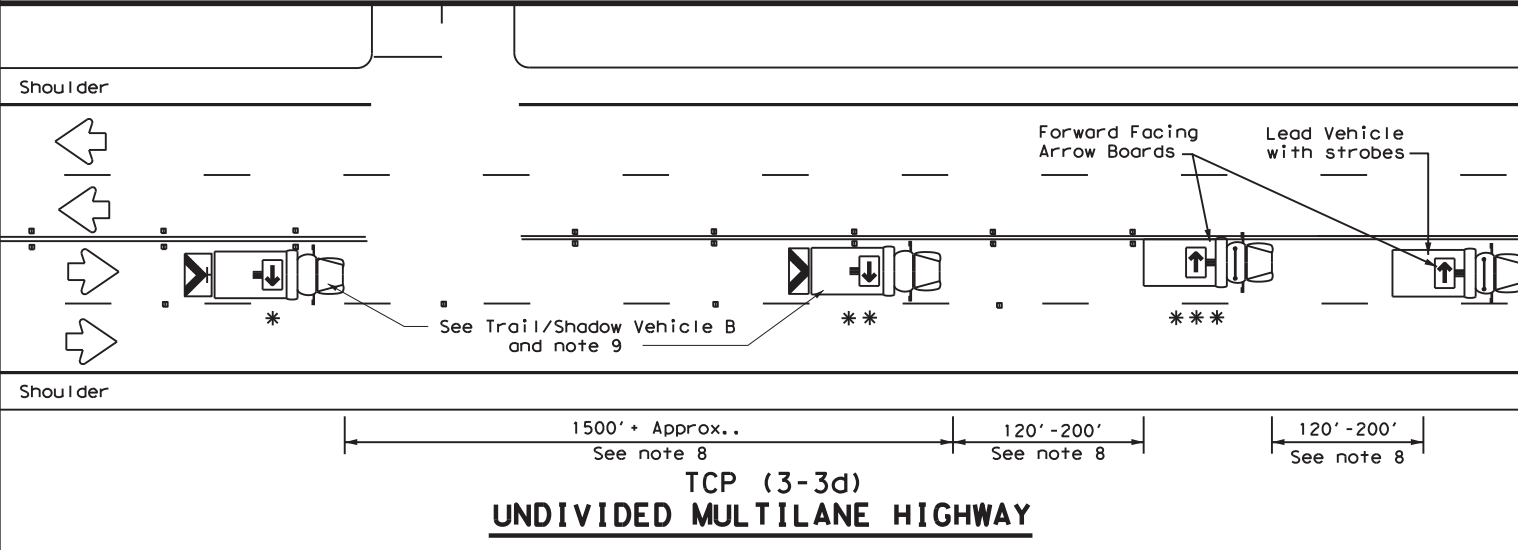 Shoulder
Forward Facing
Arrow Boards
Lead Vehicle
with strobes
*
* *
* * *
See Trail/Shadow Vehicle B
and note 9
Shoulder
1500'+ Approx..
See note 8
120'-200'
See note 8
120'-200'
See note 8
TCP (3-3d)
UNDIVIDED MULTILANE HIGHWAY